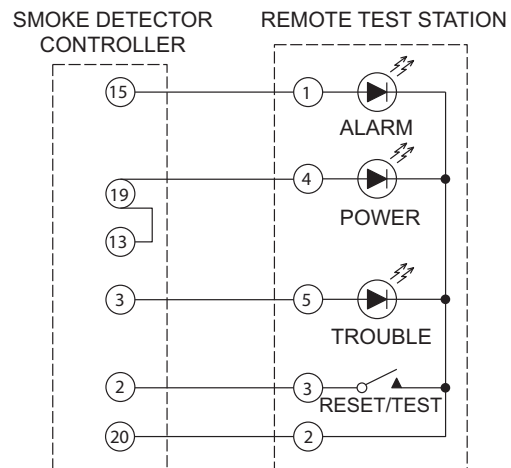 SMOKE DETECTOR
CONTROLLER
REMOTE TEST STATION
15
1
ALARM
4
19
POWER
13
3
5
TROUBLE
2
3
RESET/TEST
20
2